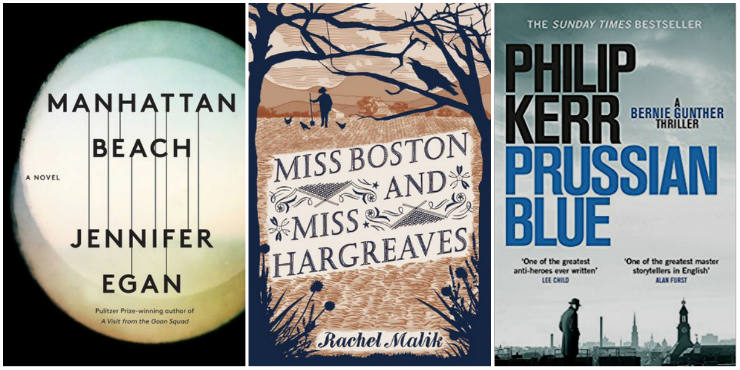 MANHATTAN
BEACH
A NOVEL
JENNIFER
EGAN
Pulitzer Prize-winning author of
A Visit from the Goon Squad
MISS BOSTON
AND
MISS
HARGREAVES
Rachel Malik
THE SUNDAY TIMES BESTSELLER
PHILIP
KERR
A
BERNIE GUNTHER
THRILLER
PRUSSIAN
BLUE
'One of the greatest
anti-heroes ever written'
LEE CHILD
'One of the greatest master
storytellers in English'
ALAN FURST